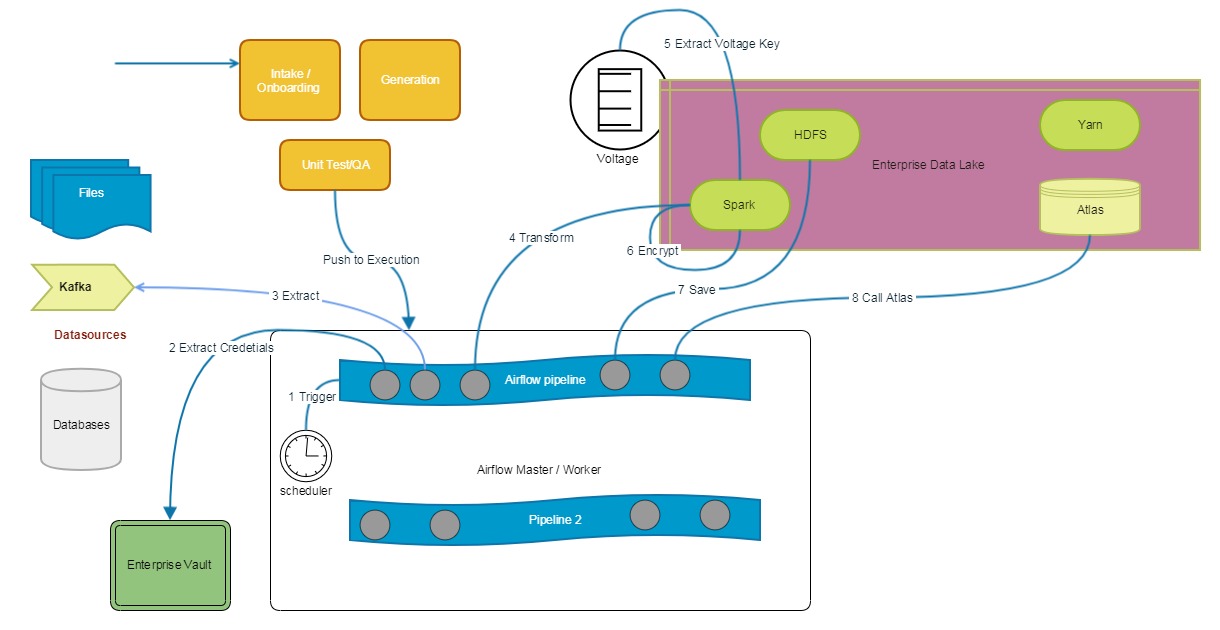 5 Extract Voltage Key
Intake /
Onboarding
Generation
HDFS
Yarn
Voltage
Enterprise Data Lake
Unit Test/QA
Files
Spark
Atlas
4 Transform
6 Encrypt
Push to Execution
Kafka
3 Extract
7 Save
8 Call Atlas
Datasources
2 Extract Credetials
Airflow pipeline
1 Trigger
Databases
Airflow Master / Worker
scheduler
Pipeline 2
Enterprise Vault